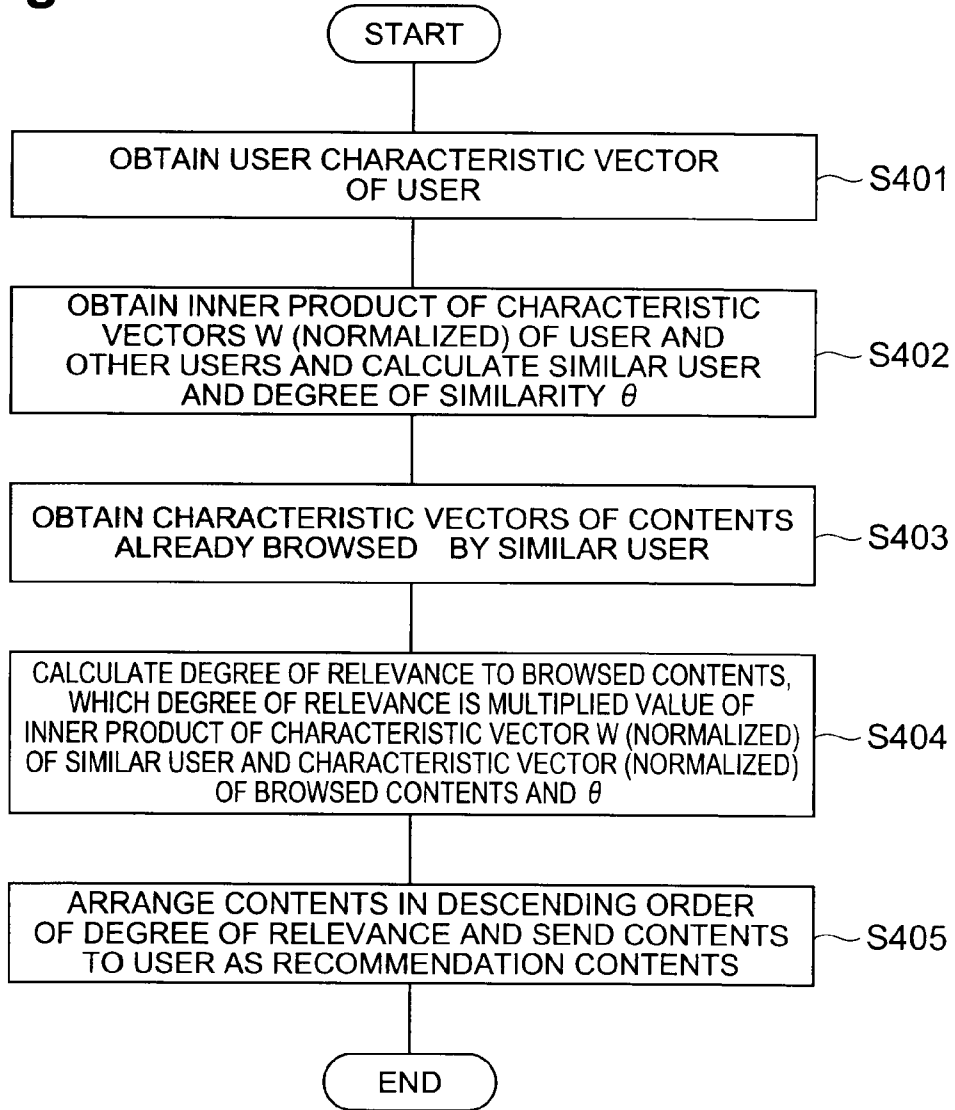 START
OBTAIN USER CHARACTERISTIC VECTOR
OF USER
S401
OBTAIN INNER PRODUCT OF CHARACTERISTIC
VECTORS W (NORMALIZED) OF USER AND
OTHER USERS AND CALCULATE SIMILAR USER
AND DEGREE OF SIMILARITY θ
S402
OBTAIN CHARACTERISTIC VECTORS OF CONTENTS
ALREADY BROWSED BY SIMILAR USER
S403
CALCULATE DEGREE OF RELEVANCE TO BROWSED CONTENTS,
WHICH DEGREE OF RELEVANCE IS MULTIPLIED VALUE OF
INNER PRODUCT OF CHARACTERISTIC VECTOR W (NORMALIZED)
OF SIMILAR USER AND CHARACTERISTIC VECTOR (NORMALIZED)
OF BROWSED CONTENTS AND θ
S404
ARRANGE CONTENTS IN DESCENDING ORDER
OF DEGREE OF RELEVANCE AND SEND CONTENTS
TO USER AS RECOMMENDATION CONTENTS
S405
END